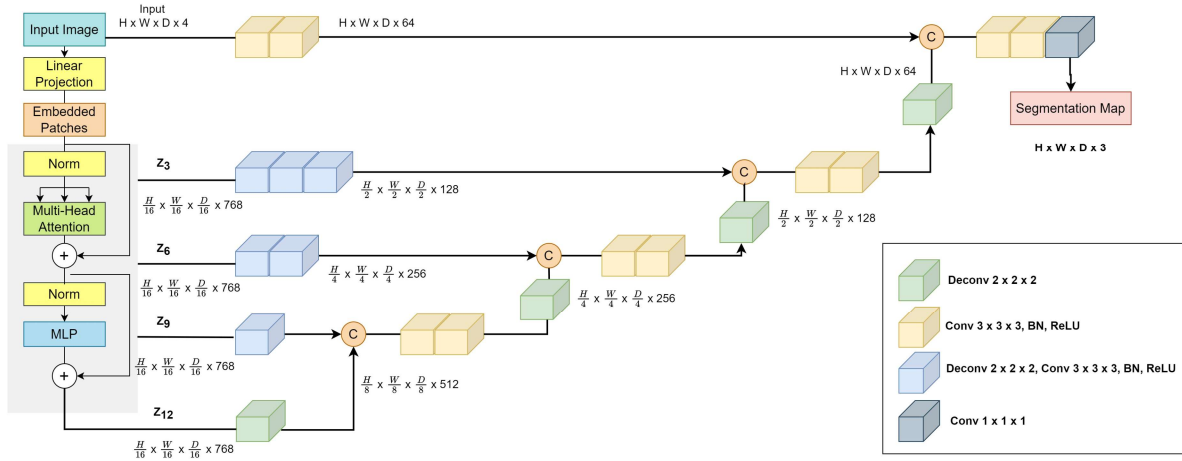 Input
H x W x D x 4
H x W x D x 64
Input Image
C
Linear
Projection
H x W x D x 64
Embedded
Patches
Segmentation Map
H x W x D x 3
Norm
Z3
C
H/16 x W/16 x D/16 x 768
H/2 x W/2 x D/2 x 128
Multi-Head
Attention
H/2 x W/2 x D/2 x 128
+
Z6
C
H/16 x W/16 x D/16 x 768
H/4 x W/4 x D/4 x 256
Norm
H/4 x W/4 x D/4 x 256
Z9
MLP
C
H/16 x W/16 x D/16 x 768
+
H/8 x W/8 x D/8 x 512
Z12
H/16 x W/16 x D/16 x 768
Deconv 2 x 2 x 2
Conv 3 x 3 x 3, BN, ReLU
Deconv 2 x 2 x 2, Conv 3 x 3 x 3, BN, ReLU
Conv 1 x 1 x 1